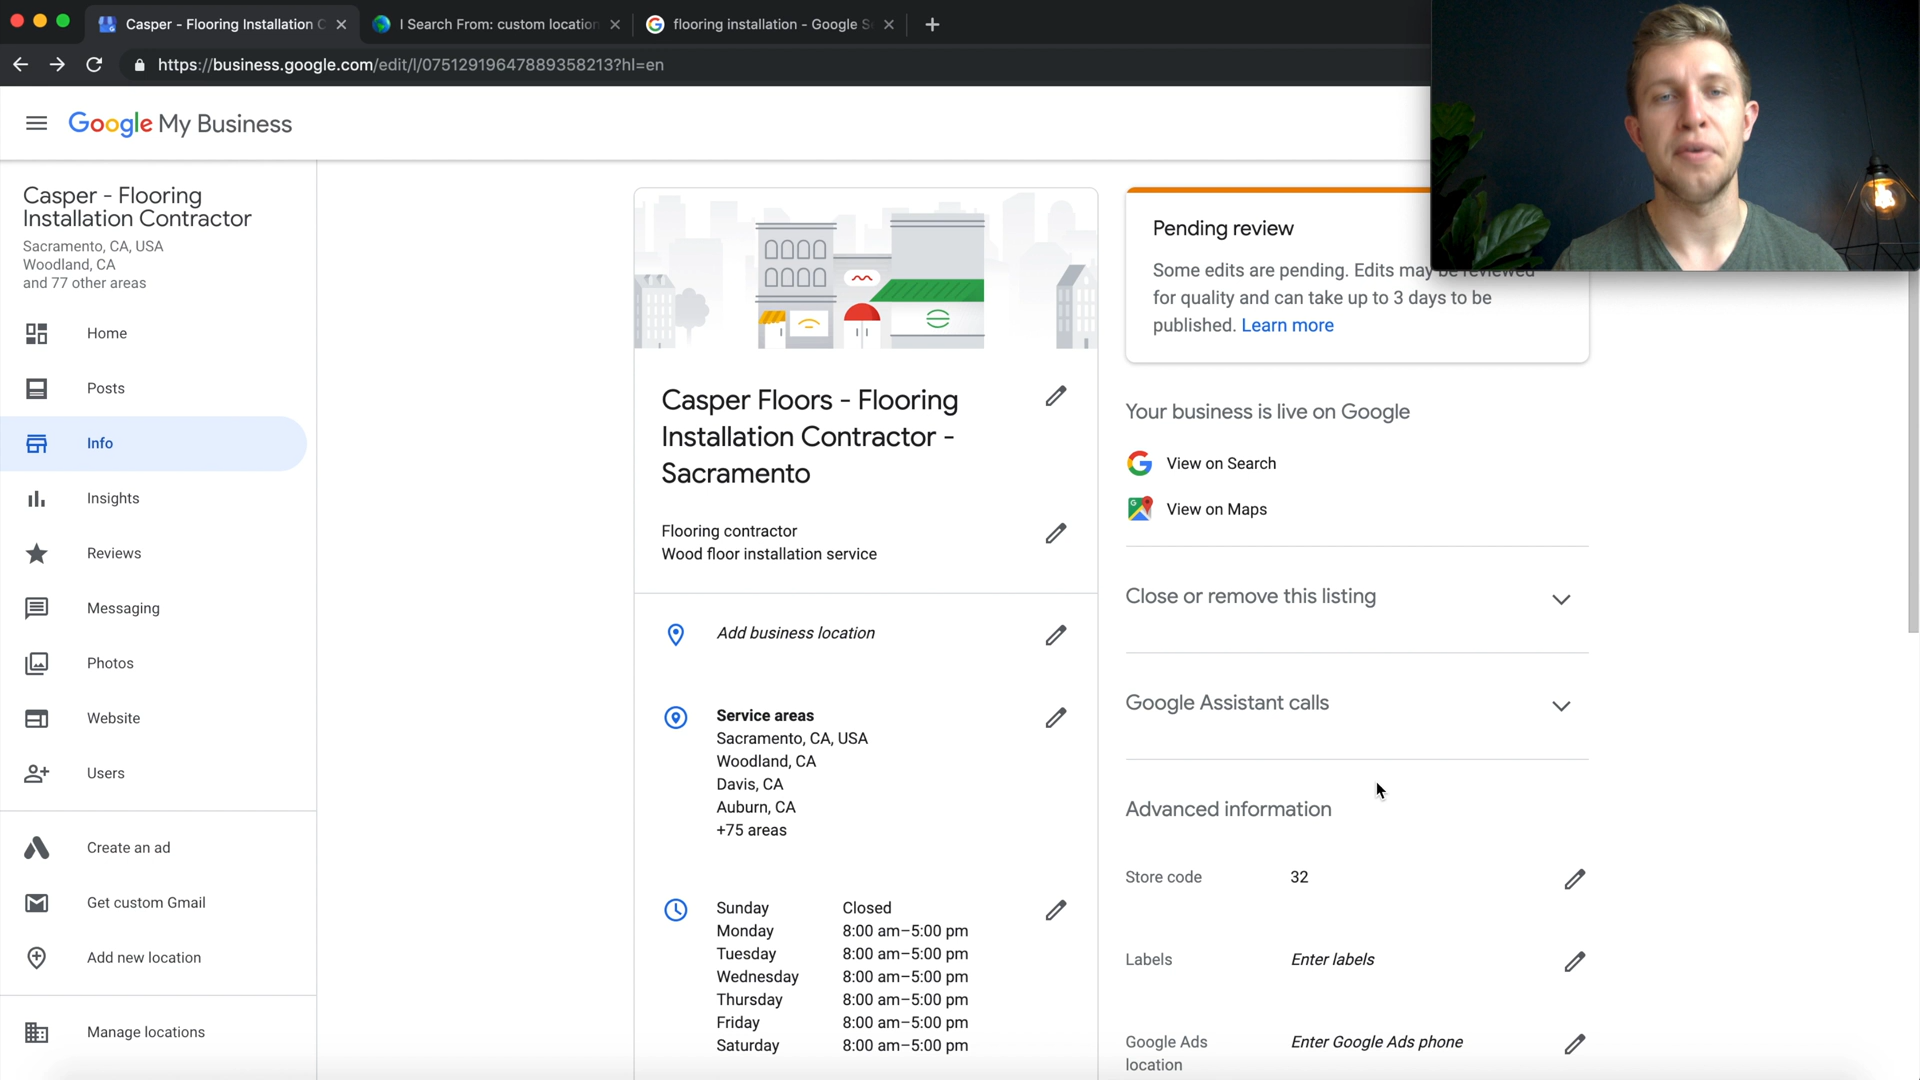 Casper - Flooring Installation C
I Search From: custom location
flooring installation - Google S
https://business.google.com/edit/l/07512919647889358213?hl=en
Google My Business
Casper - Flooring
Installation Contractor
Sacramento, CA, USA
Woodland, CA
and 77 other areas
Home
Posts
Info
Insights
Reviews
Messaging
Photos
Website
Users
Create an ad
Get custom Gmail
Add new location
Manage locations
Casper Floors - Flooring
Installation Contractor -
Sacramento
Flooring contractor
Wood floor installation service
Add business location
Service areas
Sacramento, CA, USA
Woodland, CA
Davis, CA
Auburn, CA
+75 areas
Sunday Closed
Monday 8:00 am–5:00 pm
Tuesday 8:00 am–5:00 pm
Wednesday 8:00 am–5:00 pm
Thursday 8:00 am–5:00 pm
Friday 8:00 am–5:00 pm
Saturday 8:00 am–5:00 pm
Pending review
Some edits are pending. Edits may be reviewed
for quality and can take up to 3 days to be
published. Learn more
Your business is live on Google
View on Search
View on Maps
Close or remove this listing
Google Assistant calls
Advanced information
Store code 32
Labels Enter labels
Google Ads Enter Google Ads phone
location